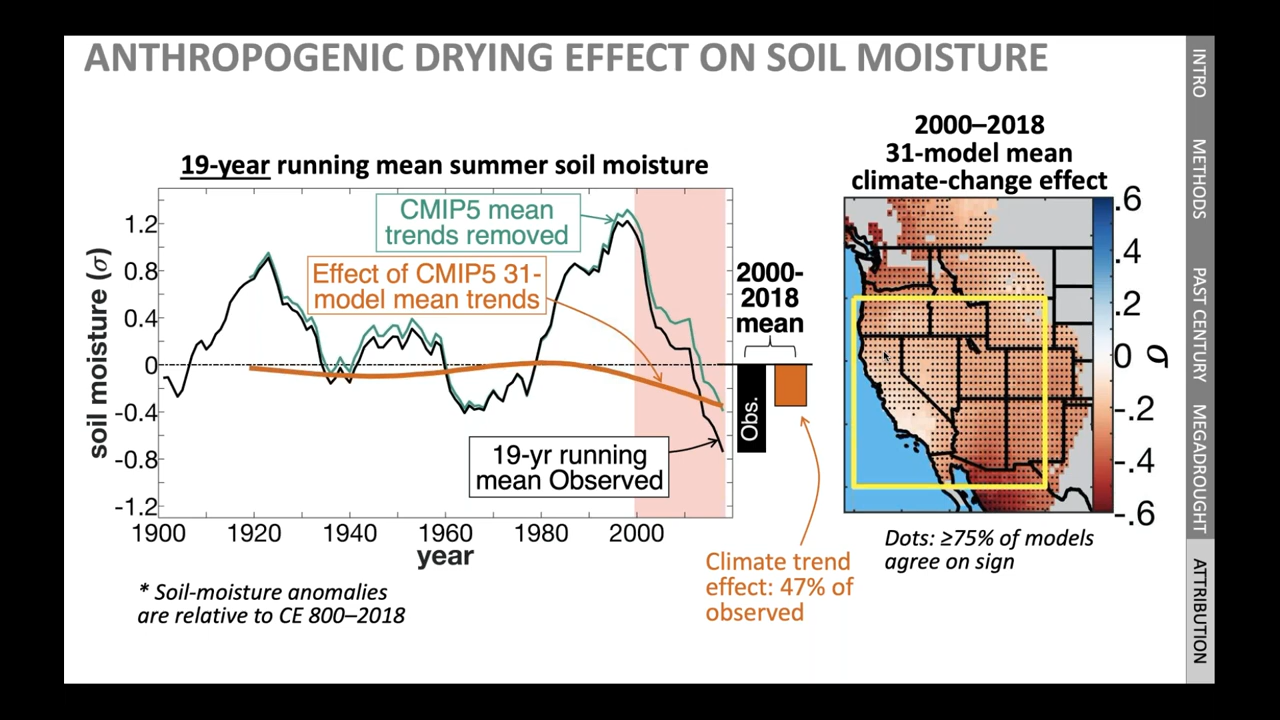 ANTHROPOGENIC DRYING EFFECT ON SOIL MOISTURE
19-year running mean summer soil moisture
CMIP5 mean
trends removed
Effect of CMIP5 31-
model mean trends
19-yr running
mean Observed
soil moisture (σ)
1.2
0.8
0.4
0
-0.4
-0.8
-1.2
1900
1920
1940
1960
1980
2000
year
* Soil-moisture anomalies
are relative to CE 800–2018
2000-
2018
mean
Obs.
Climate trend
effect: 47% of
observed
2000–2018
31-model mean
climate-change effect
.6
.4
.2
0
-.2
-.4
-.6
σ
Dots: ≥75% of models
agree on sign
INTRO
METHODS
PAST CENTURY
MEGADROUGHT
ATTRIBUTION